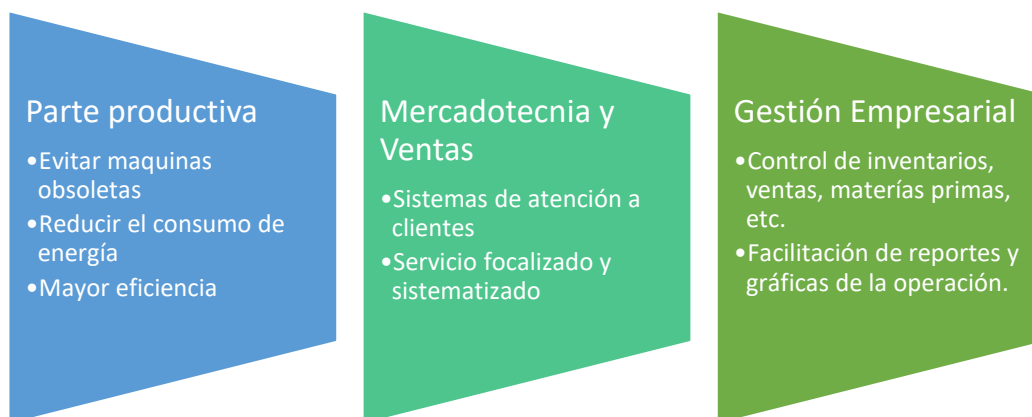 Parte productiva
•Evitar maquinas
obsoletas
•Reducir el consumo de
energía
•Mayor eficiencia
Mercadotecnia y
Ventas
•Sistemas de atención a
clientes
•Servicio focalizado y
sistematizado
Gestión Empresarial
•Control de inventarios,
ventas, materías primas,
etc.
•Facilitación de reportes y
gráficas de la operación.